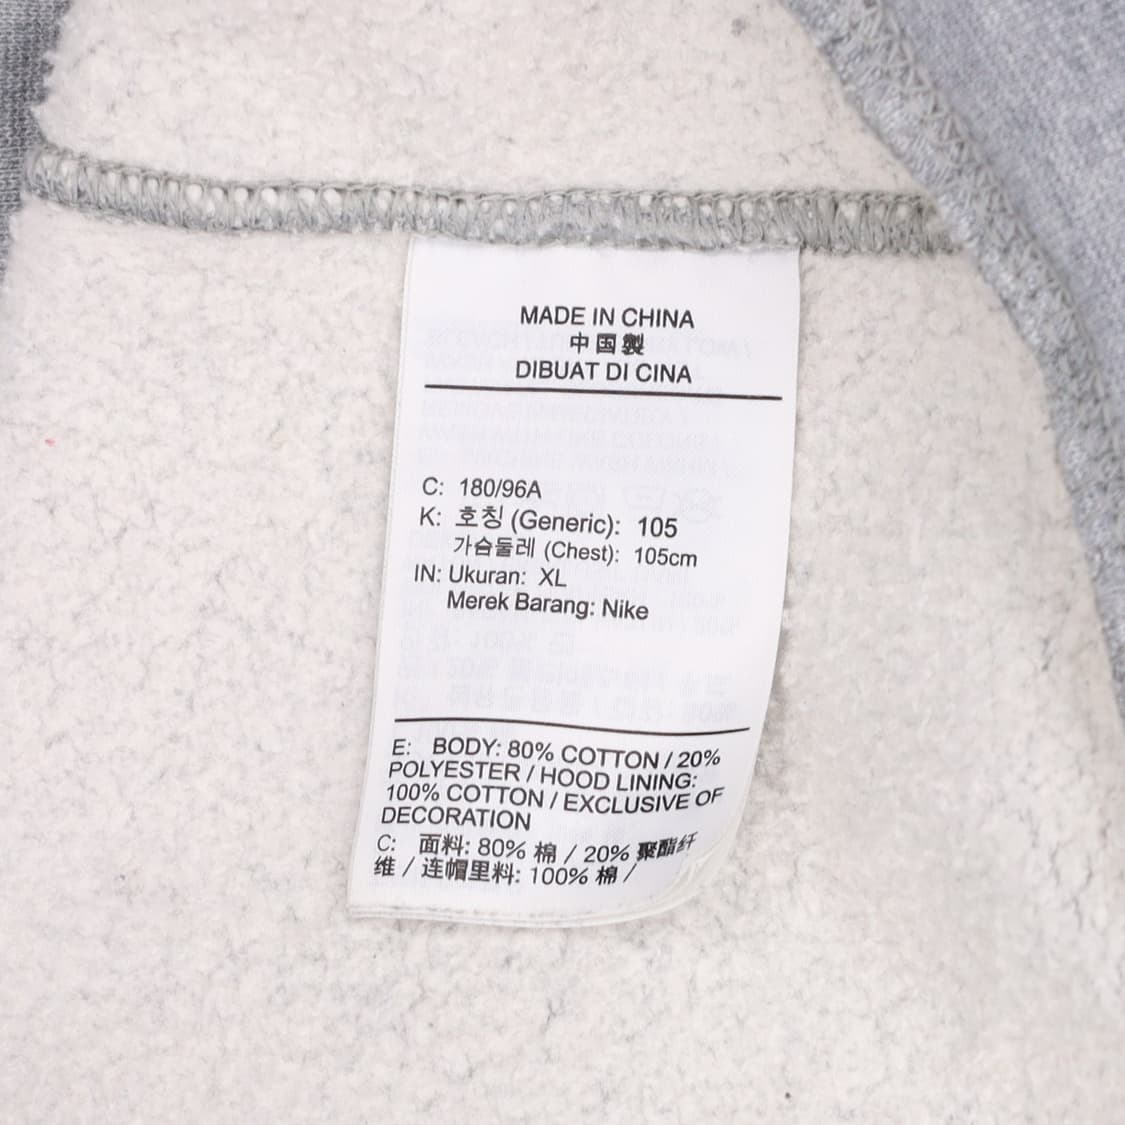 MADE IN CHINA
中国製
DIBUAT DI CINA
C: 180/96A
K: 호칭 (Generic): 105
가슴둘레 (Chest): 105cm
IN: Ukuran: XL
Merek Barang: Nike
E: BODY: 80% COTTON / 20%
POLYESTER / HOOD LINING:
100% COTTON / EXCLUSIVE OF
DECORATION
C: 面料: 80% 棉 / 20% 聚酯纤
维 / 连帽里料: 100% 棉 /